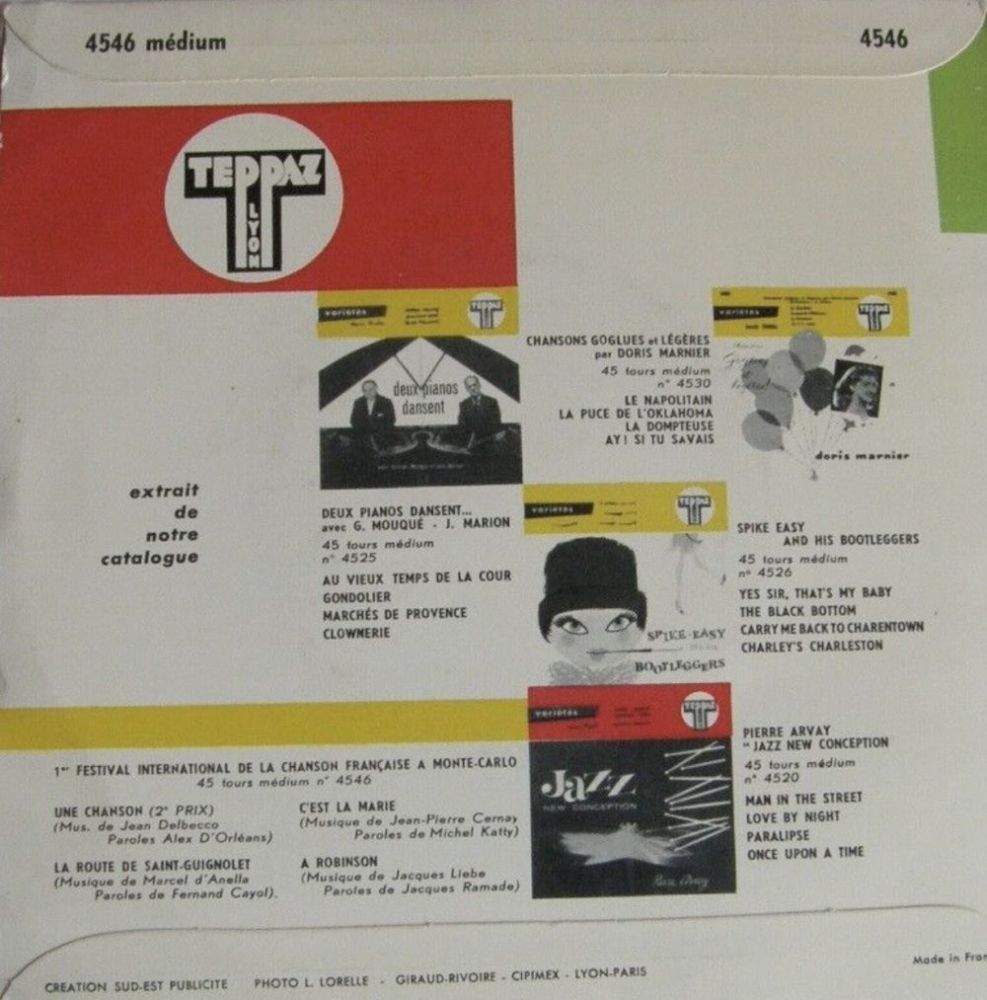 4546 médium
4546
TEPPAZ
LYON
variétés
TEPPAZ
deux pianos
dansent
CHANSONS GOGLUES et LÉGÈRES
par DORIS MARNIER
45 tours médium
n° 4530
LE NAPOLITAIN
LA PUCE DE L'OKLAHOMA
LA DOMPTEUSE
AY! SI TU SAVAIS
variétés
TEPPAZ
doris marnier
extrait
de
notre
catalogue
DEUX PIANOS DANSENT...
avec G. MOUQUÉ - J. MARION
45 tours médium
n° 4525
AU VIEUX TEMPS DE LA COUR
GONDOLIER
MARCHÉS DE PROVENCE
CLOWNERIE
variétés
TEPPAZ
SPIKE-EASY
BOOTLEGGERS
SPIKE EASY
AND HIS BOOTLEGGERS
45 tours médium
n° 4526
YES SIR, THAT'S MY BABY
THE BLACK BOTTOM
CARRY ME BACK TO CHARENTOWN
CHARLEY'S CHARLESTON
1er FESTIVAL INTERNATIONAL DE LA CHANSON FRANÇAISE A MONTE-CARLO
45 tours médium n° 4546
UNE CHANSON (2e PRIX)
(Mus. de Jean Delbecco
Paroles Alex D'Orléans)
LA ROUTE DE SAINT-GUIGNOLET
(Musique de Marcel d'Anella
Paroles de Fernand Cayol).
C'EST LA MARIE
(Musique de Jean-Pierre Cernay
Paroles de Michel Katty)
A ROBINSON
(Musique de Jacques Liebe
Paroles de Jacques Ramade)
variétés
TEPPAZ
JaZZ
NEW CONCEPTION
PIERRE ARVAY
" JAZZ NEW CONCEPTION
45 tours médium
n° 4520
MAN IN THE STREET
LOVE BY NIGHT
PARALIPSE
ONCE UPON A TIME
CREATION SUD-EST PUBLICITE PHOTO L. LORELLE - GIRAUD-RIVOIRE - CIPIMEX - LYON-PARIS
Made in Fran